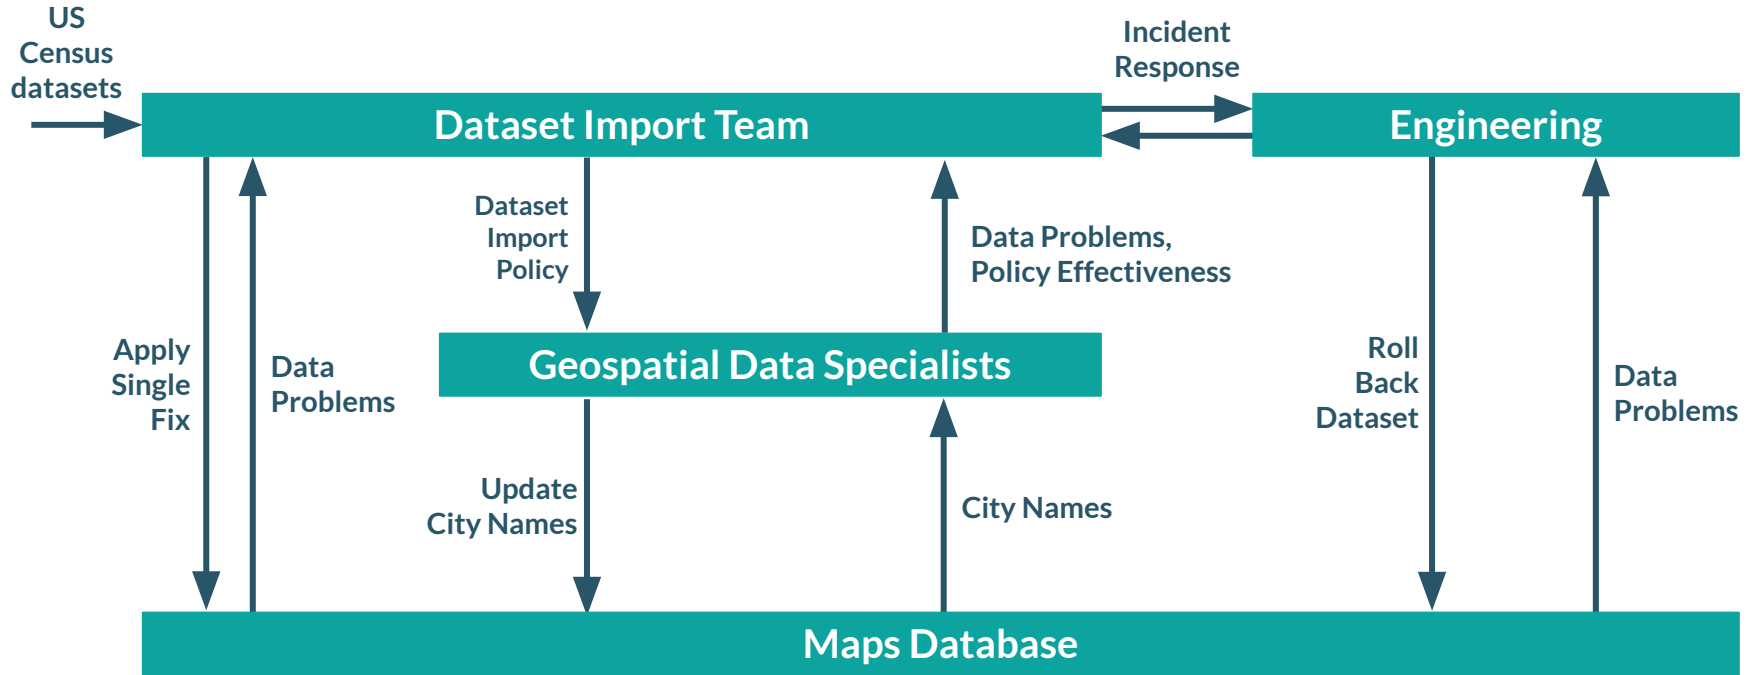 US
Census
datasets
Incident
Response
Dataset Import Team
Engineering
Dataset
Import
Policy
Data Problems,
Policy Effectiveness
Apply
Single
Fix
Data
Problems
Geospatial Data Specialists
Roll
Back
Dataset
Data
Problems
Update
City Names
City Names
Maps Database